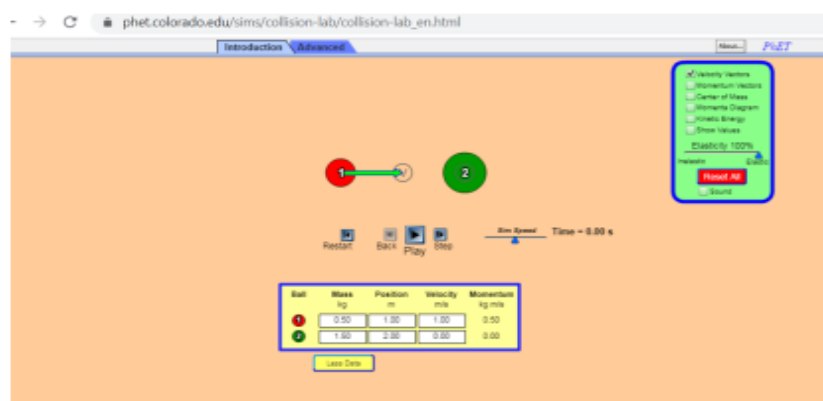 phet.colorado.edu/sims/collision-lab/collision-lab_en.html
Introduction Advanced
About... PhET
Velocity Vectors
Momentum Vectors
Center of Mass
Momenta Diagram
Kinetic Energy
Show Values
Elasticity 100%
Inelastic Elastic
Reset All
Sound
1 V 2
Restart Back Play Step
Sim Speed Time = 0.00 s
Ball Mass Position Velocity Momentum
kg m m/s kg m/s
1 0.50 1.00 1.00 0.50
2 1.50 2.00 0.00 0.00
Less Data